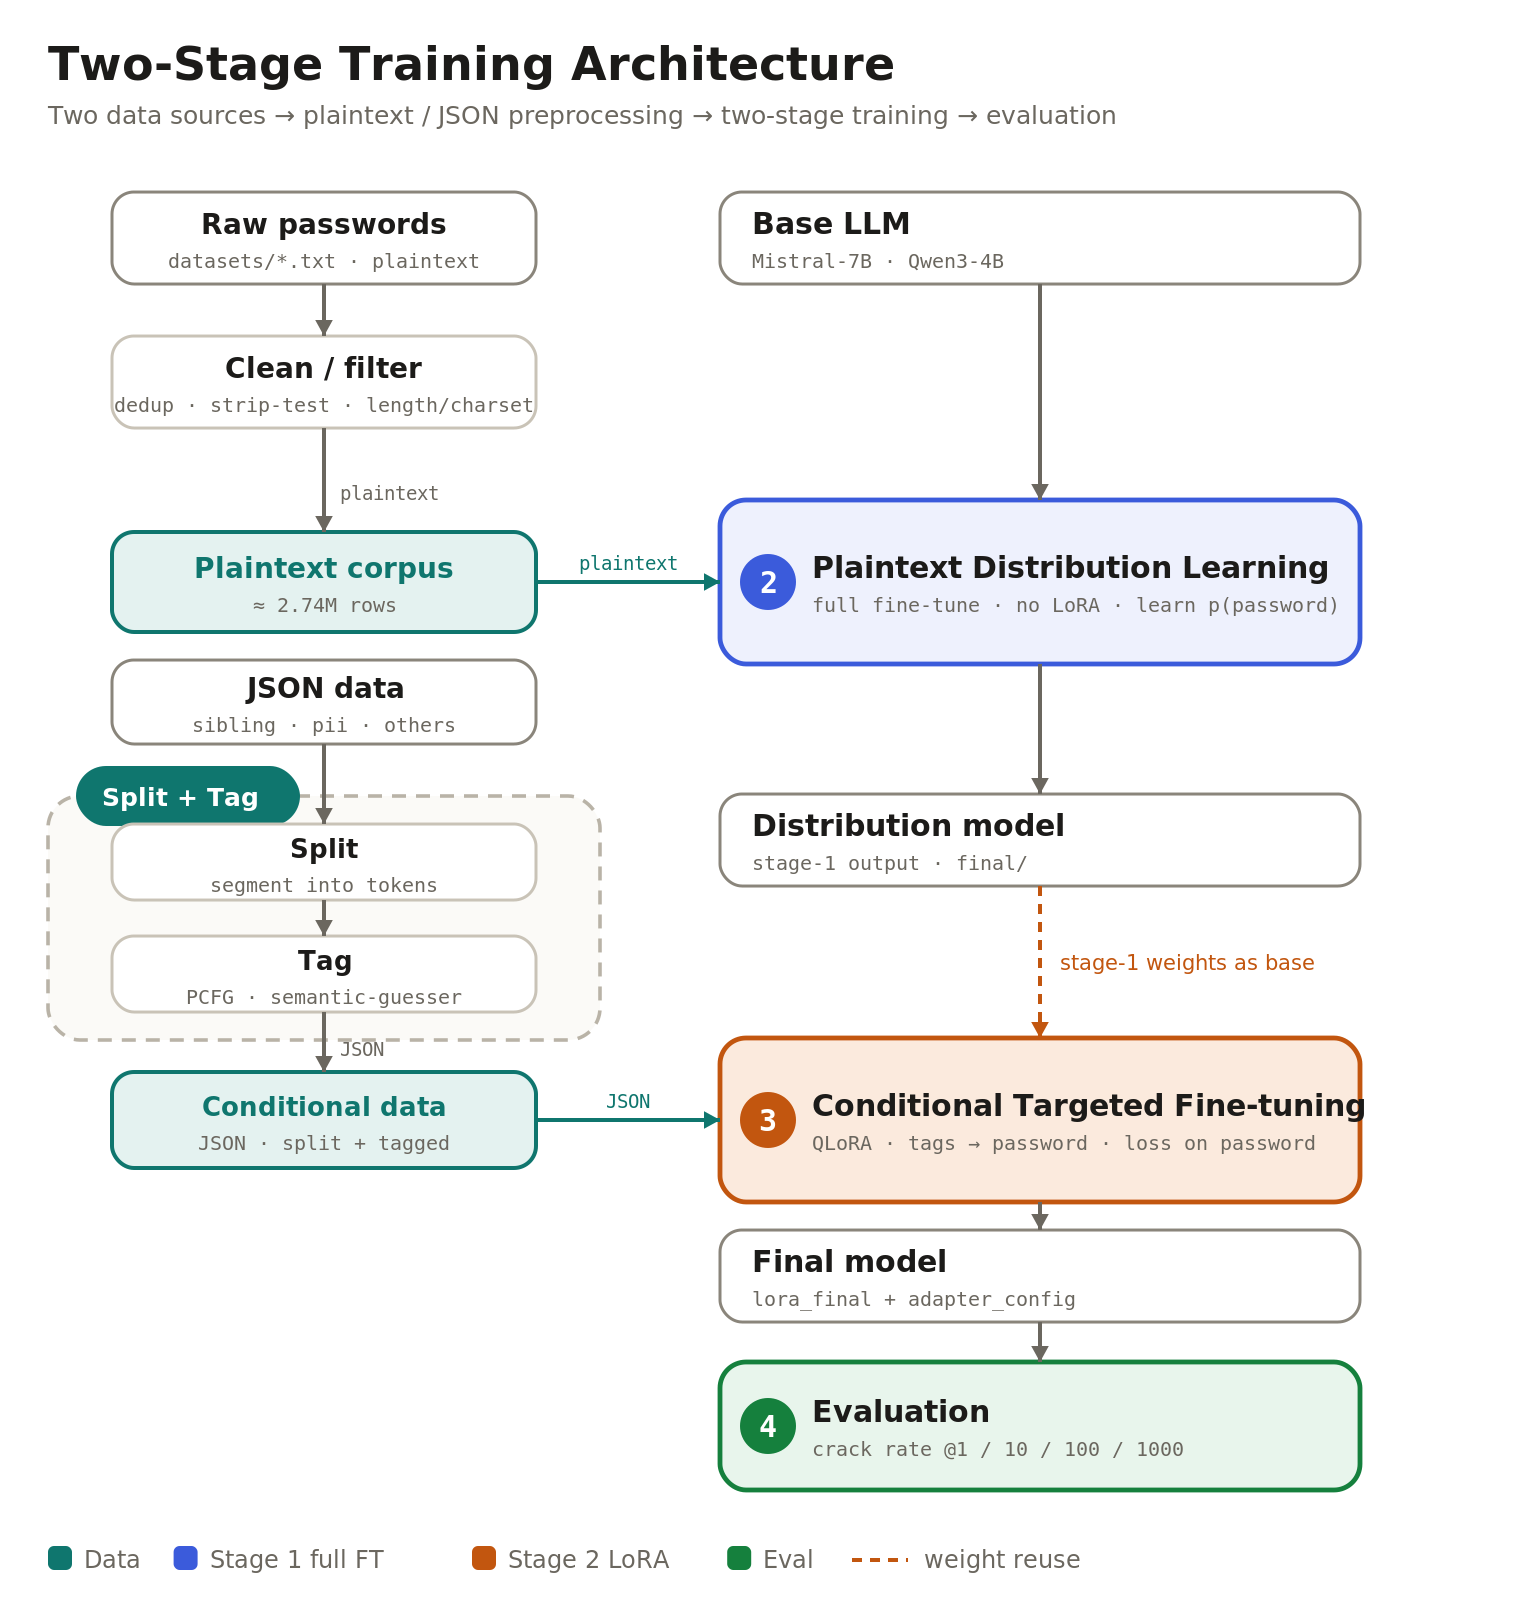 Two-Stage Training Architecture
Two data sources → plaintext / JSON preprocessing → two-stage training → evaluation
Raw passwords
datasets/*.txt · plaintext
Clean / filter
dedup · strip-test · length/charset
plaintext
Plaintext corpus
≈ 2.74M rows
plaintext
JSON data
sibling · pii · others
Split + Tag
Split
segment into tokens
Tag
PCFG · semantic-guesser
JSON
Conditional data
JSON · split + tagged
JSON
Base LLM
Mistral-7B · Qwen3-4B
2
Plaintext Distribution Learning
full fine-tune · no LoRA · learn p(password)
Distribution model
stage-1 output · final/
stage-1 weights as base
3
Conditional Targeted Fine-tuning
QLoRA · tags → password · loss on password
Final model
lora_final + adapter_config
4
Evaluation
crack rate @1 / 10 / 100 / 1000
Data
Stage 1 full FT
Stage 2 LoRA
Eval
weight reuse